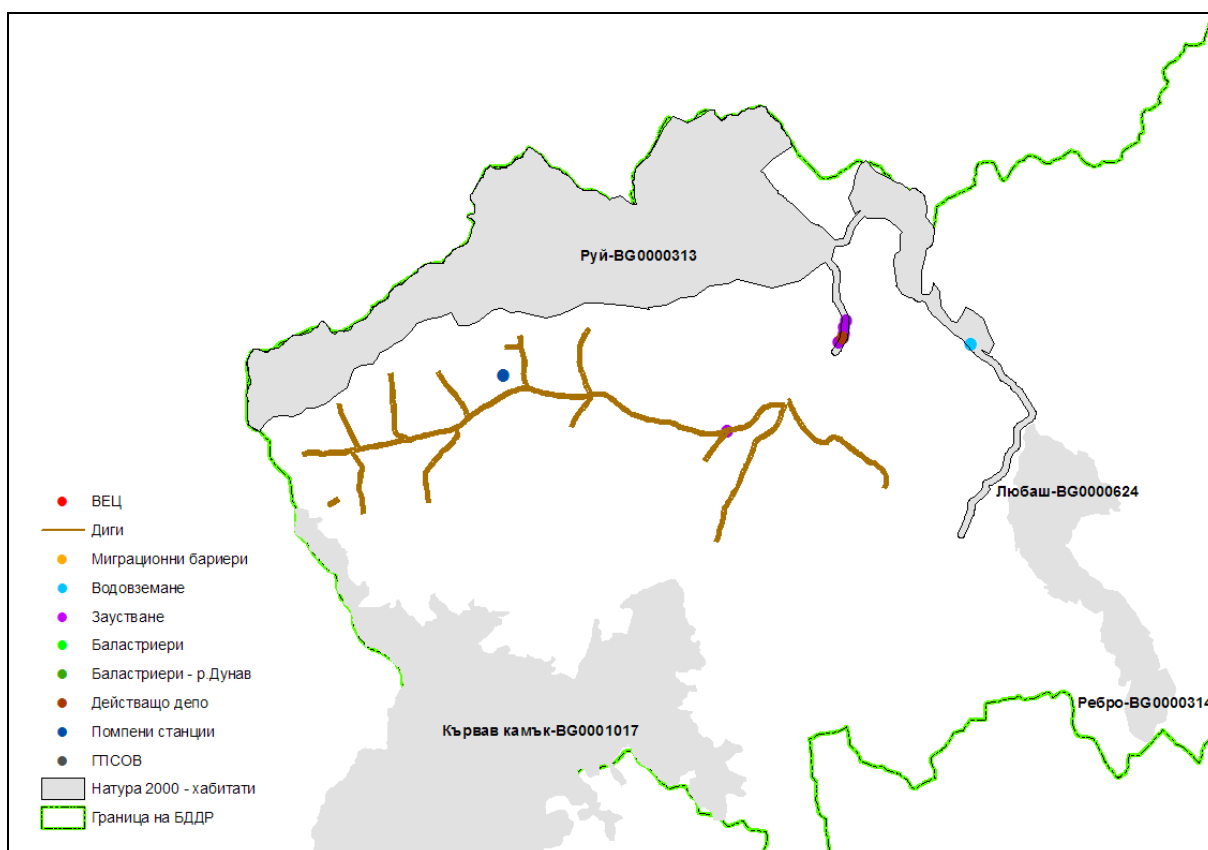 Руй-BG0000313
Любаш-BG0000624
Ребро-BG0000314
Кървав камък-BG0001017
ВЕЦ
Диги
Миграционни бариери
Водовземане
Заустване
Баластриери
Баластриери - р.Дунав
Действащо депо
Помпени станции
ГПСОВ
Натура 2000 - хабитати
Граница на БДДР